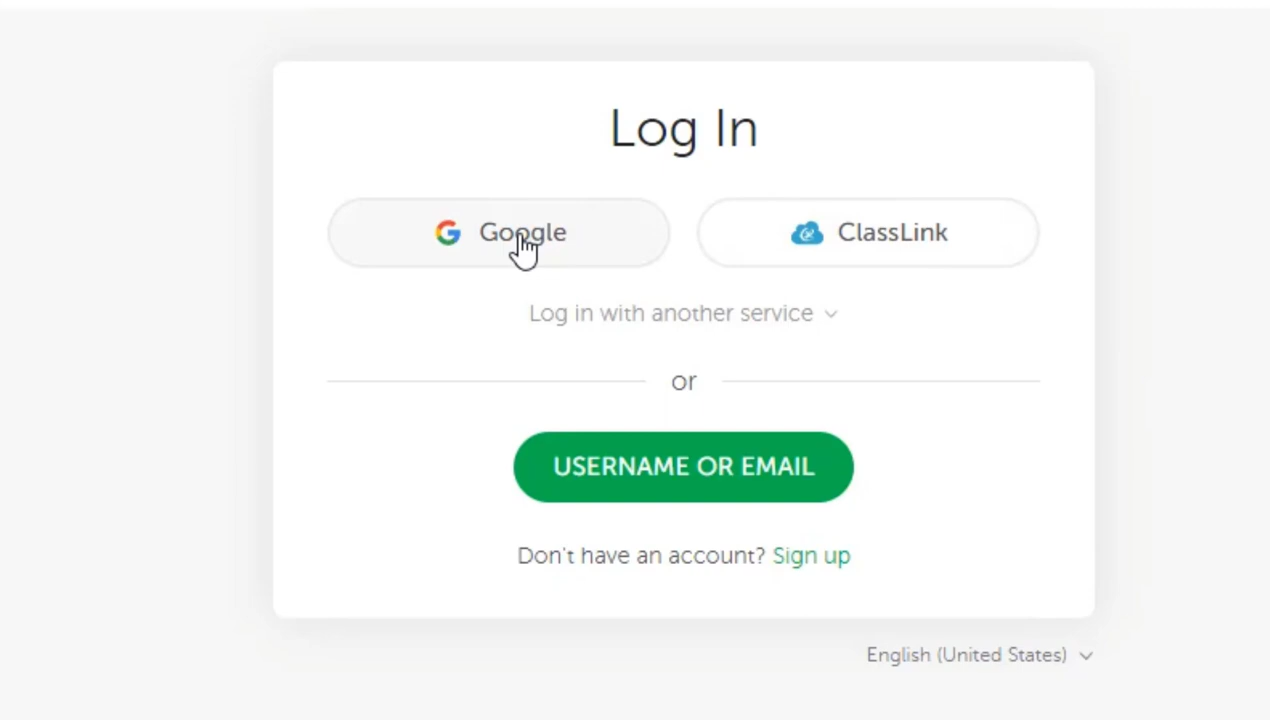 Log In
Google
ClassLink
Log in with another service
or
USERNAME OR EMAIL
Don't have an account? Sign up
English (United States)